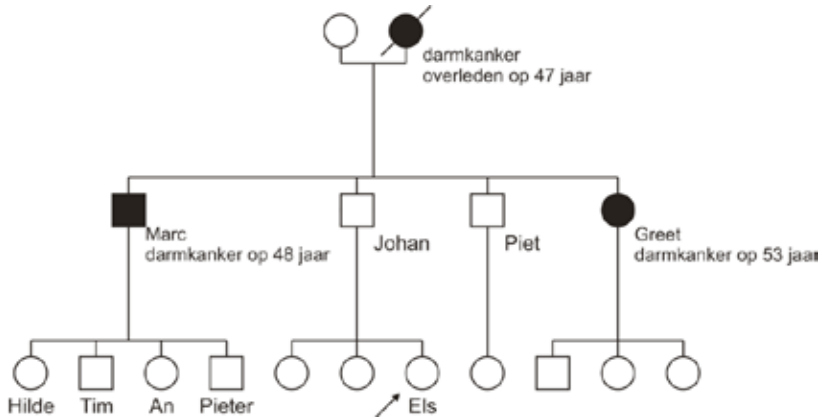 darmkanker
overleden op 47 jaar
Marc
darmkanker op 48 jaar
Johan
Piet
Greet
darmkanker op 53 jaar
Hilde
Tim
An
Pieter
Els